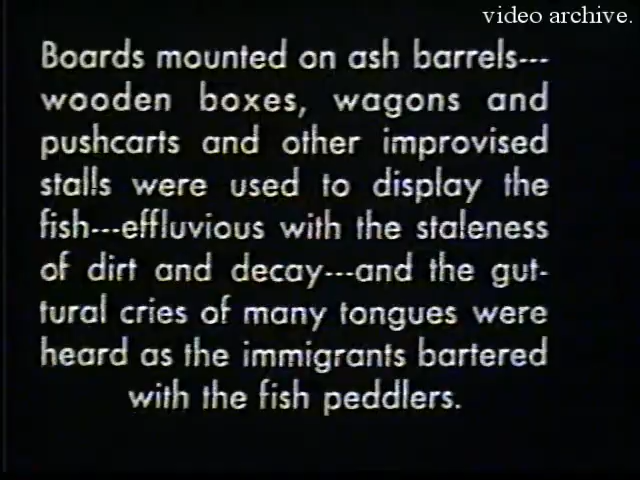 video archive.
Boards mounted on ash barrels---
wooden boxes, wagons and
pushcarts and other improvised
stalls were used to display the
fish---effluvious with the staleness
of dirt and decay---and the gut-
tural cries of many tongues were
heard as the immigrants bartered
with the fish peddlers.